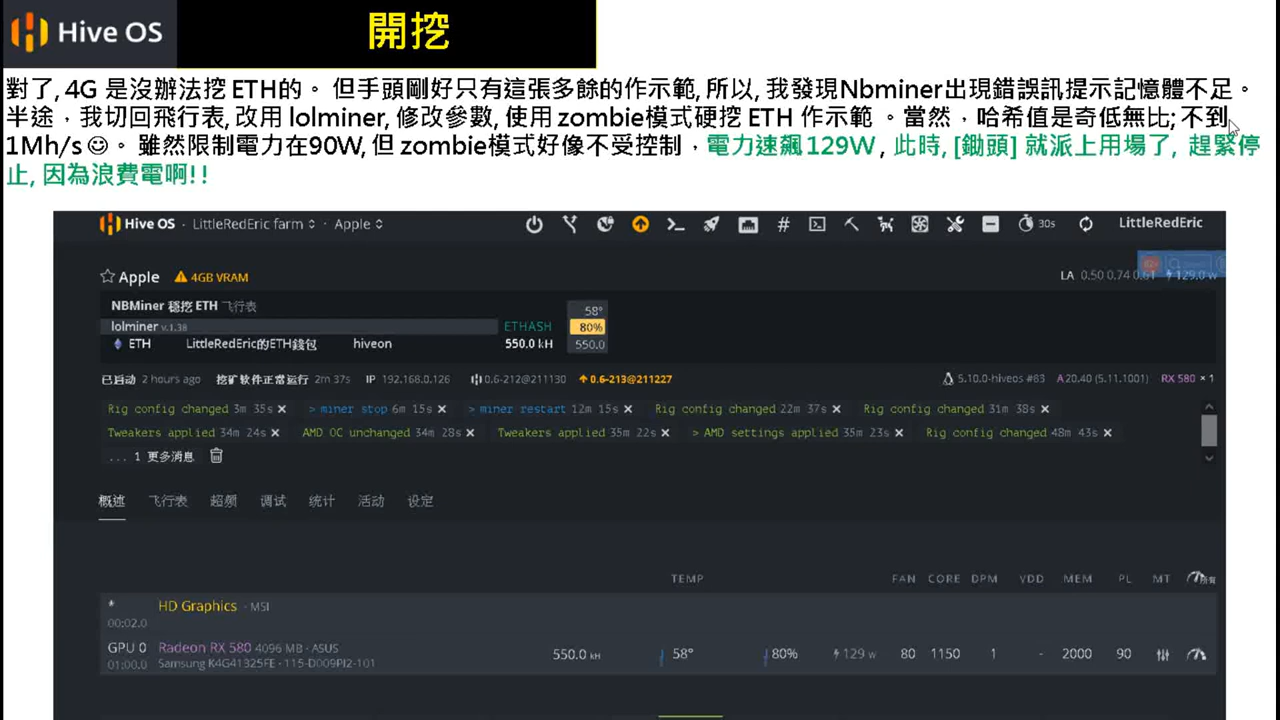 Hive OS
開挖
對了, 4G 是沒辦法挖 ETH的。 但手頭剛好只有這張多餘的作示範, 所以, 我發現Nbminer出現錯誤訊提示記憶體不足。
半途，我切回飛行表, 改用 lolminer, 修改參數, 使用 zombie模式硬挖 ETH 作示範 。當然，哈希值是奇低無比; 不到
1Mh/s ☺。 雖然限制電力在90W, 但 zombie模式好像不受控制，電力速飆129W , 此時, [鋤頭] 就派上用場了, 趕緊停
止, 因為浪費電啊!!
Hive OS · LittleRedEric farm · Apple
# 30s LittleRedEric
Apple 4GB VRAM
LA 0.50 0.74 0.61 129.0 w
NBMiner 穩挖 ETH 飞行表
58°
lolminer v.1.38 ETHASH 80%
ETH LittleRedEric的ETH錢包 hiveon 550.0 kH 550.0
已启动 2 hours ago 挖矿软件正常运行 2m 37s IP 192.168.0.126 0.6-212@211130 0.6-213@211227 5.10.0-hiveos #83 A 20.40 (5.11.1001) RX 580 × 1
Rig config changed 3m 35s × > miner stop 6m 15s × > miner restart 12m 15s × Rig config changed 22m 37s × Rig config changed 31m 38s ×
Tweakers applied 34m 24s × AMD OC unchanged 34m 28s × Tweakers applied 35m 22s × > AMD settings applied 35m 23s × Rig config changed 48m 43s ×
... 1 更多消息
概述 飞行表 超频 调试 统计 活动 设定
TEMP FAN CORE DPM VDD MEM PL MT 所有
* HD Graphics · MSI
00:02.0
GPU 0 Radeon RX 580 4096 MB · ASUS 550.0 kH 58° 80% 129 w 80 1150 1 - 2000 90
01:00.0 Samsung K4G41325FE · 115-D009PI2-101